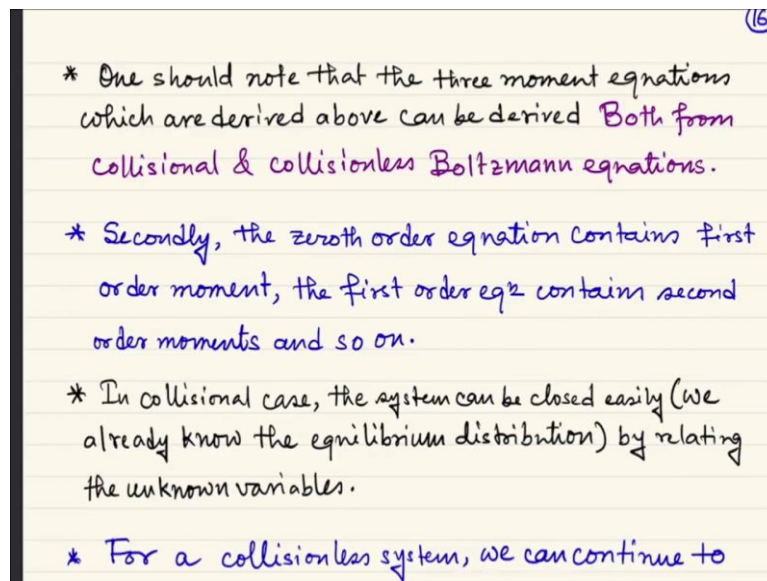 16
* One should note that the three moment equations
which are derived above can be derived Both from
collisional & collisionless Boltzmann equations.
* Secondly, the zeroth order equation contains first
order moment, the first order eqn contains second
order moments and so on.
* In collisional case, the system can be closed easily (we
already know the equilibrium distribution) by relating
the unknown variables.
* For a collisionless system, we can continue to